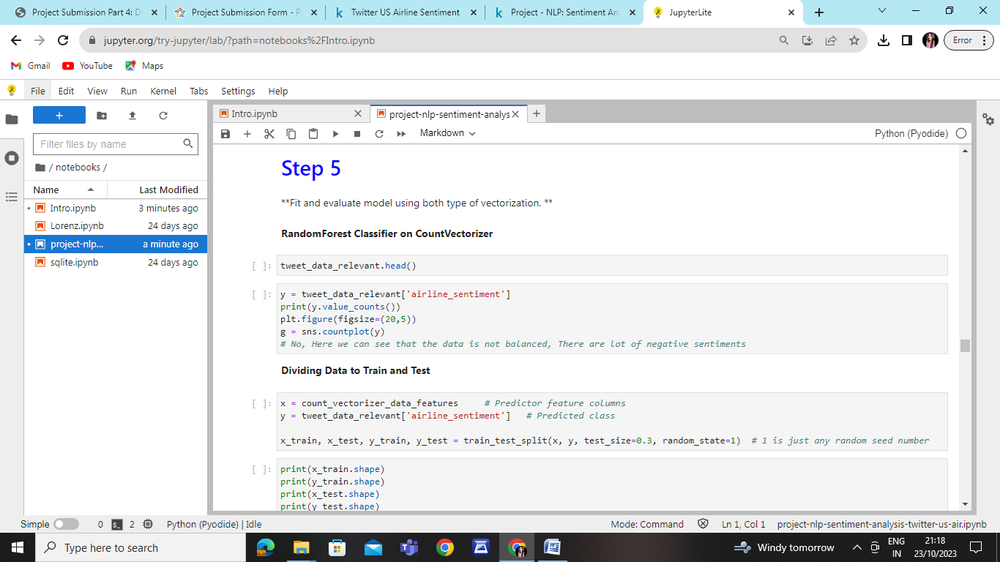 Project Submission Part 4: D
Project Submission Form - P
Twitter US Airline Sentiment
Project - NLP: Sentiment An
JupyterLite
jupyter.org/try-jupyter/lab/?path=notebooks%2FIntro.ipynb
Error
Gmail
YouTube
Maps
File Edit View Run Kernel Tabs Settings Help
Intro.ipynb
project-nlp-sentiment-analys
Filter files by name
Markdown
Python (Pyodide)
/ notebooks /
Name Last Modified
Intro.ipynb 3 minutes ago
Lorenz.ipynb 24 days ago
project-nlp... a minute ago
sqlite.ipynb 24 days ago
Step 5
**Fit and evaluate model using both type of vectorization. **
RandomForest Classifier on CountVectorizer
[ ]: tweet_data_relevant.head()
[ ]: y = tweet_data_relevant['airline_sentiment']
print(y.value_counts())
plt.figure(figsize=(20,5))
g = sns.countplot(y)
# No, Here we can see that the data is not balanced, There are lot of negative sentiments
Dividing Data to Train and Test
[ ]: x = count_vectorizer_data_features # Predictor feature columns
y = tweet_data_relevant['airline_sentiment'] # Predicted class
x_train, x_test, y_train, y_test = train_test_split(x, y, test_size=0.3, random_state=1) # 1 is just any random seed number
[ ]: print(x_train.shape)
print(y_train.shape)
print(x_test.shape)
print(y_test.shape)
Simple 0 2 Python (Pyodide) | Idle
Mode: Command Ln 1, Col 1 project-nlp-sentiment-analysis-twitter-us-air.ipynb
Type here to search
Windy tomorrow
ENG
IN
21:18
23/10/2023